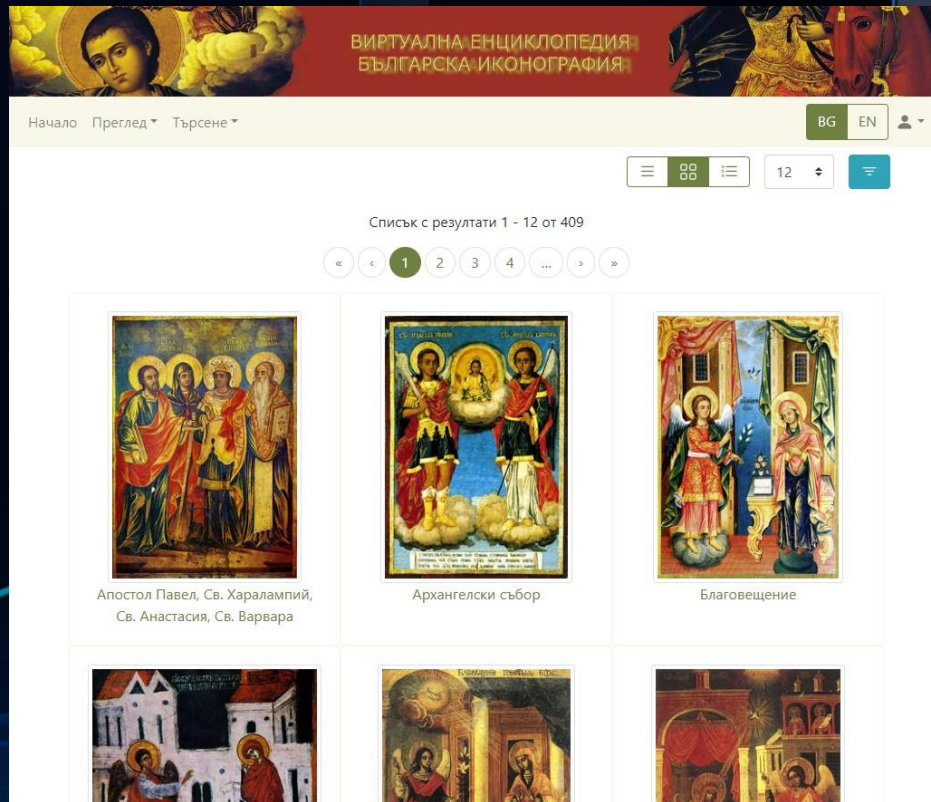 ВИРТУАЛНА ЕНЦИКЛОПЕДИЯ
БЪЛГАРСКА ИКОНОГРАФИЯ
Начало Преглед Търсене BG EN
12
Списък с резултати 1 - 12 от 409
« ‹ 1 2 3 4 ... › »
Апостол Павел, Св. Харалампий,
Св. Анастасия, Св. Варвара
Архангелски събор
Благовещение